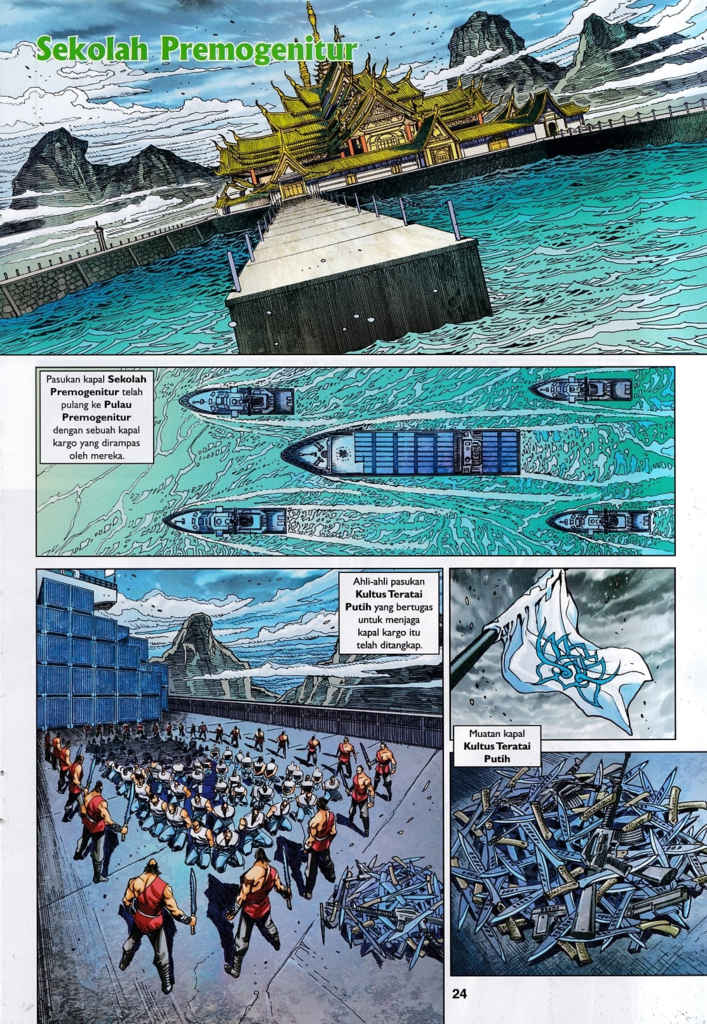 Sekolah Premogenitur
Pasukan kapal Sekolah
Premogenitur telah
pulang ke Pulau
Premogenitur
dengan sebuah kapal
kargo yang dirampas
oleh mereka.
Ahli-ahli pasukan
Kultus Teratai
Putih yang bertugas
untuk menjaga
kapal kargo itu
telah ditangkap.
Muatan kapal
Kultus Teratai
Putih
24